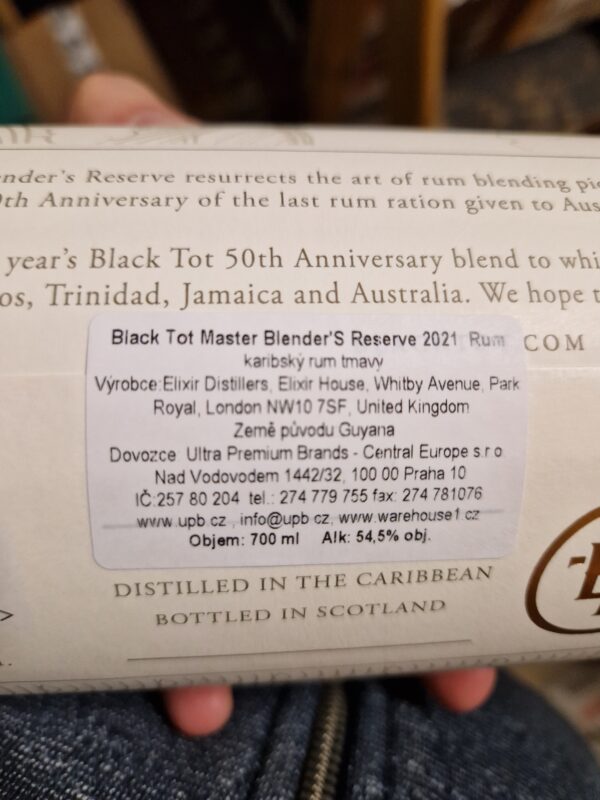 Blender's Reserve resurrects the art of rum blending
Anniversary of the last rum ration given to
year's Black Tot 50th Anniversary blend to
Trinidad, Jamaica and Australia. We hope
COM
Black Tot Master Blender'S Reserve 2021 Rum
karibský rum tmavý
Výrobce:Elixir Distillers, Elixir House, Whitby Avenue, Park
Royal, London NW10 7SF, United Kingdom
Země původu Guyana
Dovozce Ultra Premium Brands - Central Europe s.r.o
Nad Vodovodem 1442/32, 100 00 Praha 10
IČ:257 80 204 tel.: 274 779 755 fax: 274 781076
www.upb.cz , info@upb.cz, www.warehouse1.cz
Objem: 700 ml Alk: 54,5% obj.
DISTILLED IN THE CARIBBEAN
BOTTLED IN SCOTLAND